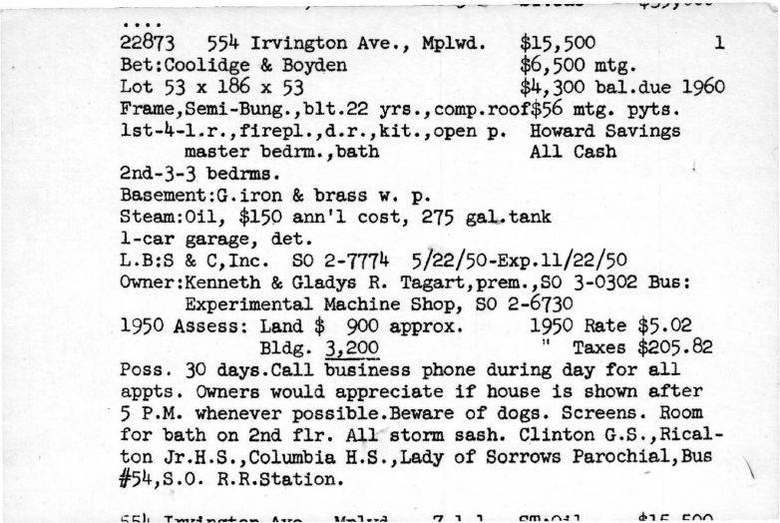 ....
22873 554 Irvington Ave., Mplwd. $15,500 1
Bet:Coolidge & Boyden $6,500 mtg.
Lot 53 x 186 x 53 $4,300 bal.due 1960
Frame,Semi-Bung.,blt.22 yrs.,comp.roof$56 mtg. pyts.
1st-4-l.r.,firepl.,d.r.,kit.,open p. Howard Savings
master bedrm.,bath All Cash
2nd-3-3 bedrms.
Basement:G.iron & brass w. p.
Steam:Oil, $150 ann'l cost, 275 gal.tank
1-car garage, det.
L.B:S & C,Inc. SO 2-7774 5/22/50-Exp.11/22/50
Owner:Kenneth & Gladys R. Tagart,prem.,SO 3-0302 Bus:
Experimental Machine Shop, SO 2-6730
1950 Assess: Land $ 900 approx. 1950 Rate $5.02
Bldg. 3,200 " Taxes $205.82
Poss. 30 days.Call business phone during day for all
appts. Owners would appreciate if house is shown after
5 P.M. whenever possible.Beware of dogs. Screens. Room
for bath on 2nd flr. All storm sash. Clinton G.S.,Rical-
ton Jr.H.S.,Columbia H.S.,Lady of Sorrows Parochial,Bus
#54,S.O. R.R.Station.
554 Irvington Ave. Mplwd ST:Oil $15,500